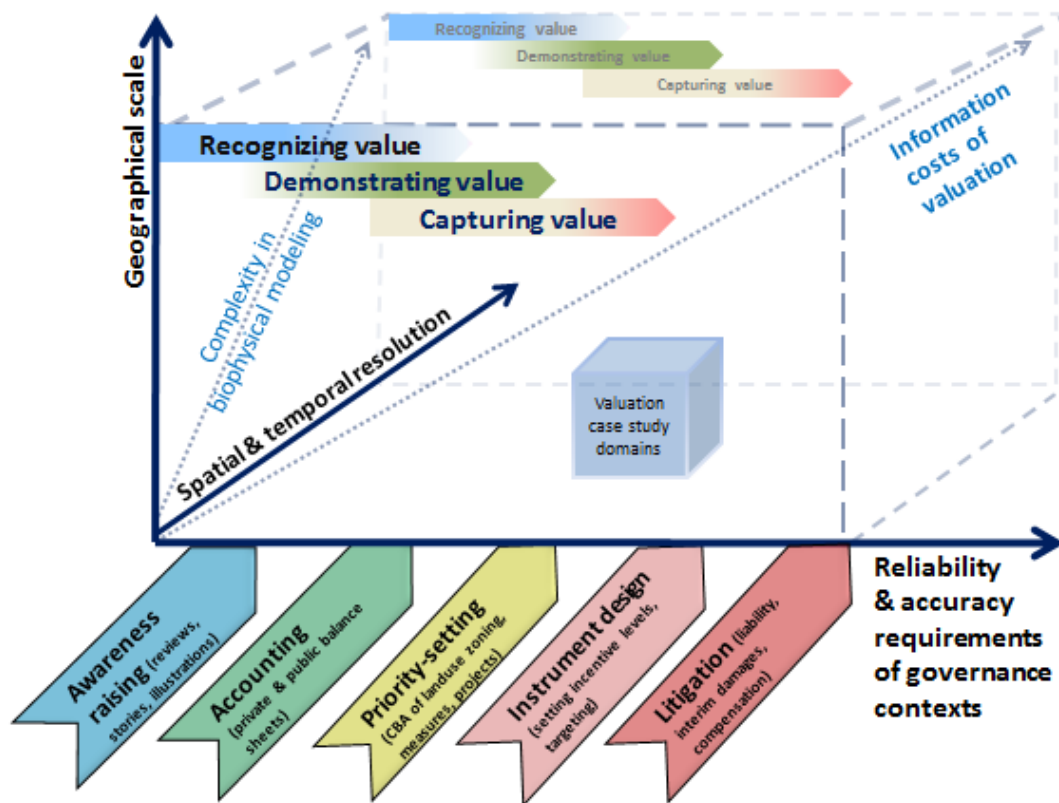 Recognizing value
Demonstrating value
Capturing value
Geographical scale
Recognizing value
Demonstrating value
Capturing value
Information
costs of
valuation
Complexity in
biophysical modeling
Spatial & temporal resolution
Valuation
case study
domains
Awareness
raising (reviews,
stories, illustrations)
Accounting
(private & public balance
sheets)
Priority-setting
(CBA of landuse zoning,
measures, projects)
Instrument design
(setting incentive levels,
targeting)
Litigation (liability,
interim damages,
compensation)
Reliability
& accuracy
requirements
of governance
contexts